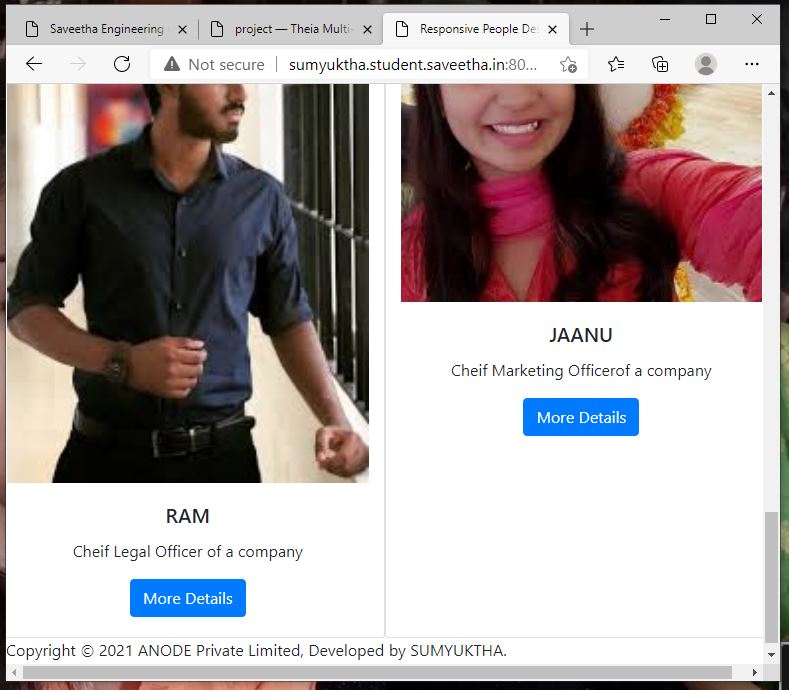 Saveetha Engineering
project — Theia Multi-
Responsive People De
Not secure
sumyuktha.student.saveetha.in:80...
JAANU
Cheif Marketing Officerof a company
More Details
RAM
Cheif Legal Officer of a company
More Details
Copyright © 2021 ANODE Private Limited, Developed by SUMYUKTHA.